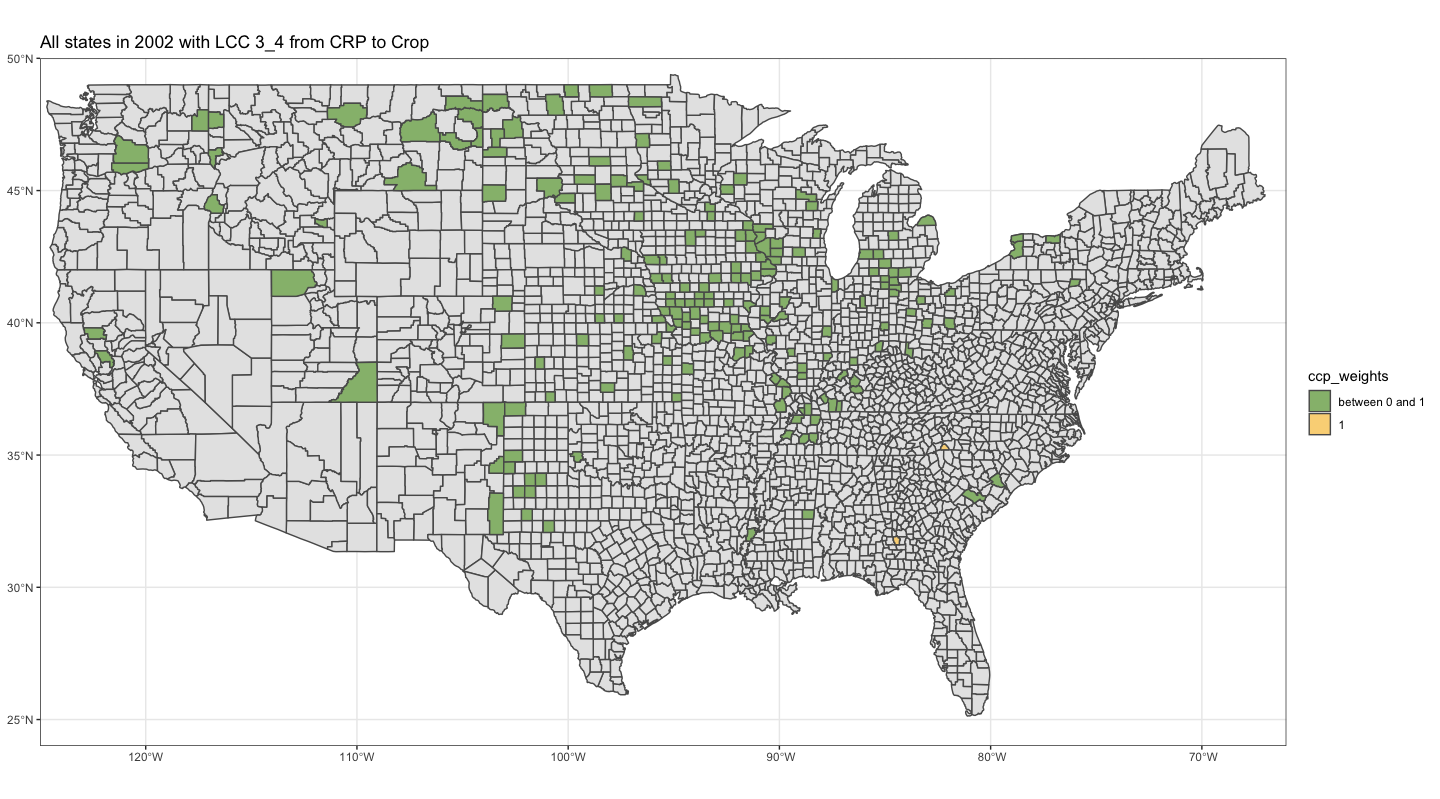 All states in 2002 with LCC 3_4 from CRP to Crop
50°N
45°N
40°N
35°N
30°N
25°N
120°W
110°W
100°W
90°W
80°W
70°W
ccp_weights
between 0 and 1
1